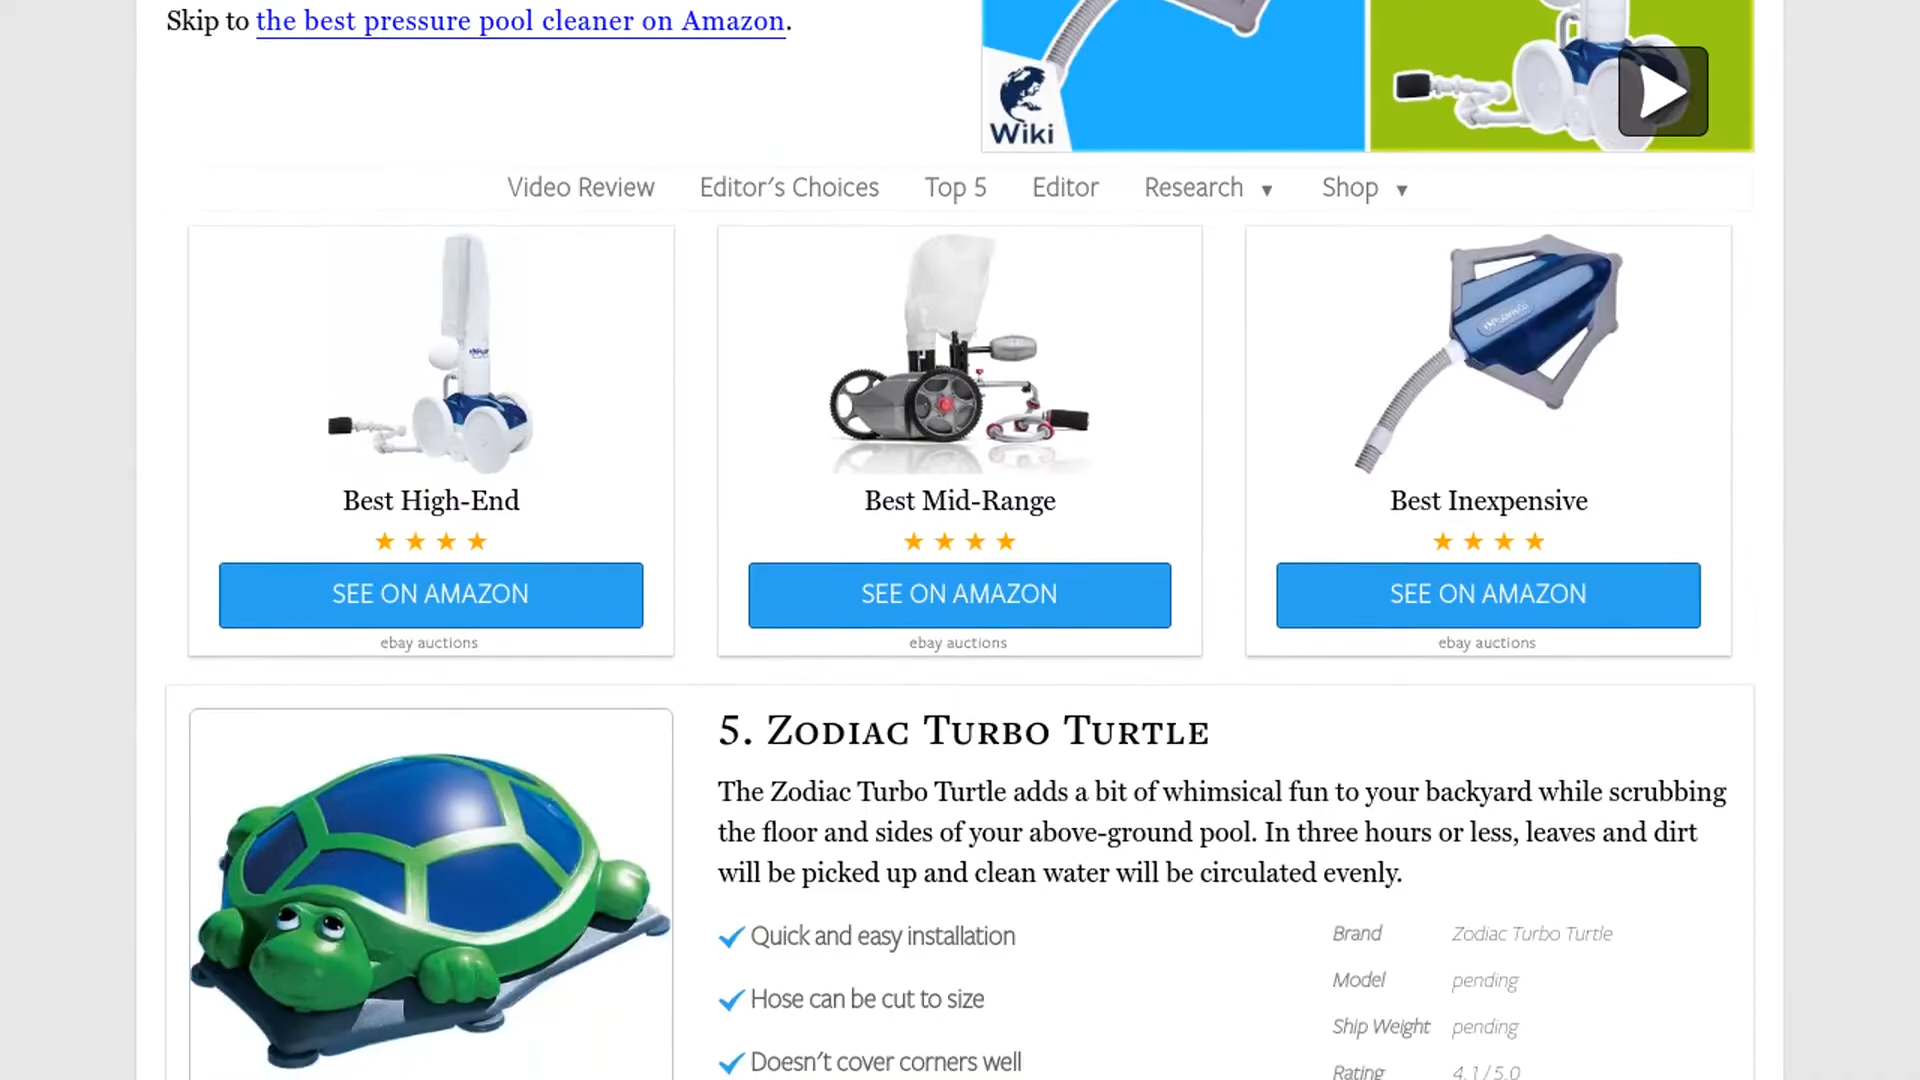 Skip to the best pressure pool cleaner on Amazon.
Wiki
Video Review Editor's Choices Top 5 Editor Research ▼ Shop ▼
Best High-End
★ ★ ★ ★
SEE ON AMAZON
ebay auctions
Best Mid-Range
★ ★ ★ ★
SEE ON AMAZON
ebay auctions
Best Inexpensive
★ ★ ★ ★
SEE ON AMAZON
ebay auctions
5. Zodiac Turbo Turtle
The Zodiac Turbo Turtle adds a bit of whimsical fun to your backyard while scrubbing
the floor and sides of your above-ground pool. In three hours or less, leaves and dirt
will be picked up and clean water will be circulated evenly.
Quick and easy installation
Hose can be cut to size
Doesn't cover corners well
Brand Zodiac Turbo Turtle
Model pending
Ship Weight pending
Rating 4.1 / 5.0